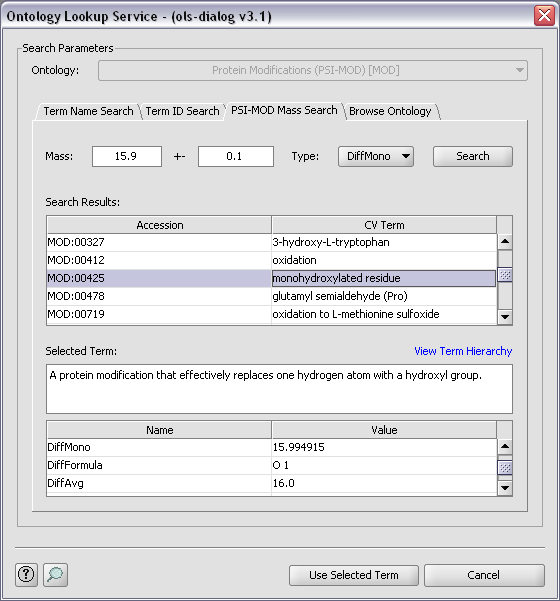 Ontology Lookup Service - (ols-dialog v3.1)
Search Parameters
Ontology: Protein Modifications (PSI-MOD) [MOD]
Term Name Search Term ID Search PSI-MOD Mass Search Browse Ontology
Mass: 15.9 +- 0.1 Type: DiffMono Search
Search Results:
Accession CV Term
MOD:00327 3-hydroxy-L-tryptophan
MOD:00412 oxidation
MOD:00425 monohydroxylated residue
MOD:00478 glutamyl semialdehyde (Pro)
MOD:00719 oxidation to L-methionine sulfoxide
Selected Term: View Term Hierarchy
A protein modification that effectively replaces one hydrogen atom with a hydroxyl group.
Name Value
DiffMono 15.994915
DiffFormula O 1
DiffAvg 16.0
? Use Selected Term Cancel